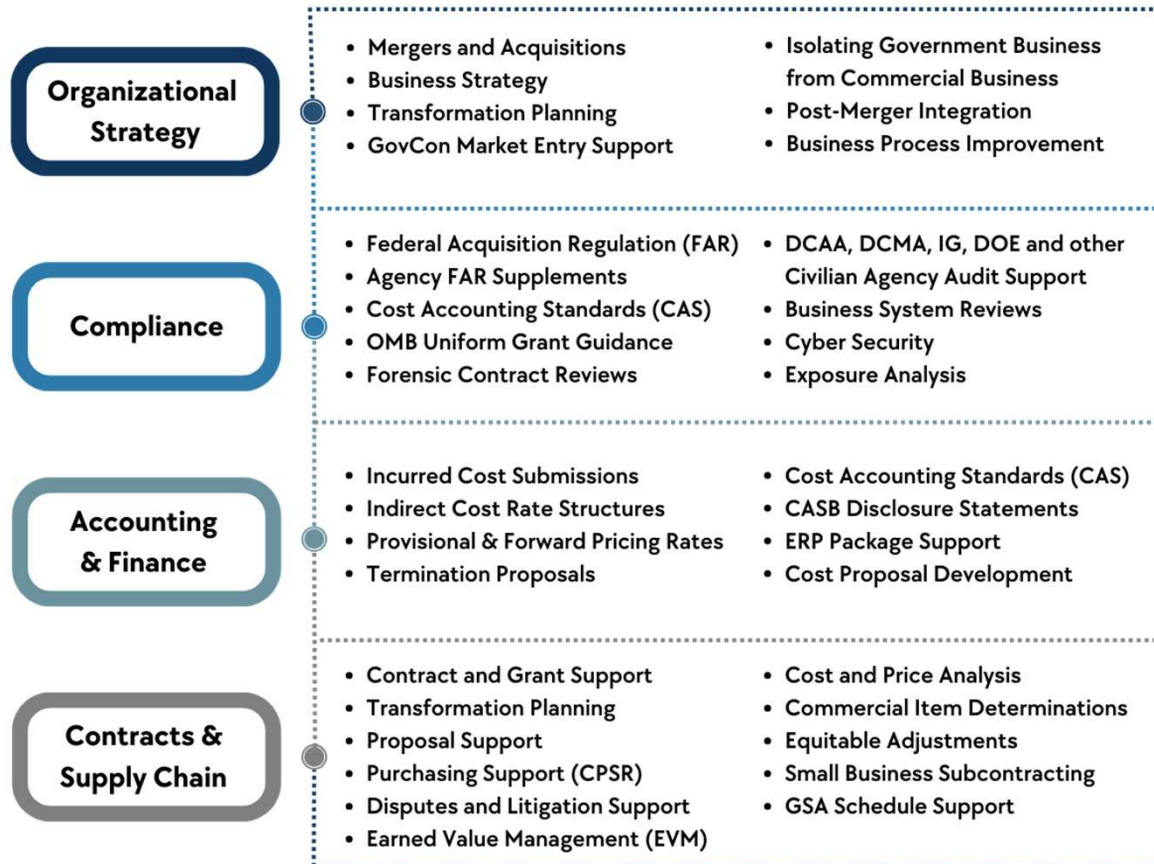 Organizational
Strategy
• Mergers and Acquisitions
• Business Strategy
• Transformation Planning
• GovCon Market Entry Support
• Isolating Government Business
from Commercial Business
• Post-Merger Integration
• Business Process Improvement
Compliance
• Federal Acquisition Regulation (FAR)
• Agency FAR Supplements
• Cost Accounting Standards (CAS)
• OMB Uniform Grant Guidance
• Forensic Contract Reviews
• DCAA, DCMA, IG, DOE and other
Civilian Agency Audit Support
• Business System Reviews
• Cyber Security
• Exposure Analysis
Accounting
& Finance
• Incurred Cost Submissions
• Indirect Cost Rate Structures
• Provisional & Forward Pricing Rates
• Termination Proposals
• Cost Accounting Standards (CAS)
• CASB Disclosure Statements
• ERP Package Support
• Cost Proposal Development
Contracts &
Supply Chain
• Contract and Grant Support
• Transformation Planning
• Proposal Support
• Purchasing Support (CPSR)
• Disputes and Litigation Support
• Earned Value Management (EVM)
• Cost and Price Analysis
• Commercial Item Determinations
• Equitable Adjustments
• Small Business Subcontracting
• GSA Schedule Support